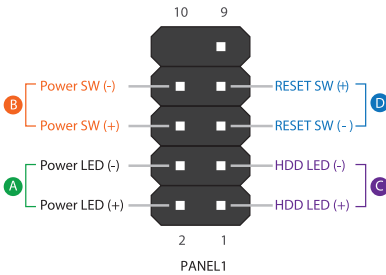 10 9
Power SW (-) RESET SW (+)
B D
Power SW (+) RESET SW (-)
Power LED (-) HDD LED (-)
A C
Power LED (+) HDD LED (+)
2 1
PANEL1